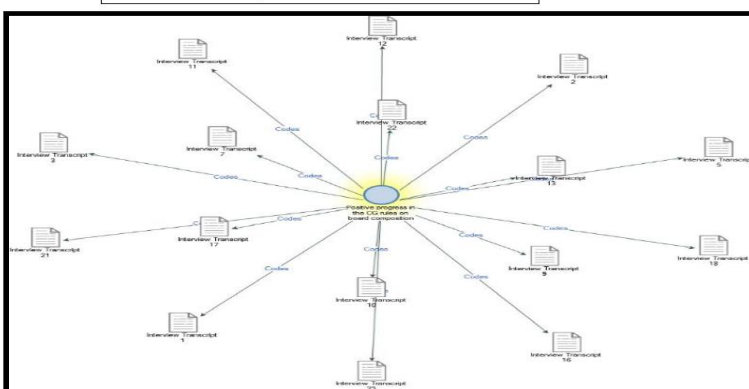 Interview Transcript
12
Interview Transcript
11
Interview Transcript
2
Codes
Interview Transcript
22
Codes
Codes
Interview Transcript
7
Codes
Interview Transcript
3
Interview Transcript
5
Codes
Codes
Interview Transcript
13
Codes
Codes
Positive progress in
the CG rules on
board composition
Codes
Codes
Interview Transcript
17
Interview Transcript
21
Codes
Codes
Interview Transcript
18
Codes
Interview Transcript
9
Codes
Codes
Interview Transcript
10
Interview Transcript
1
Interview Transcript
16
Interview Transcript